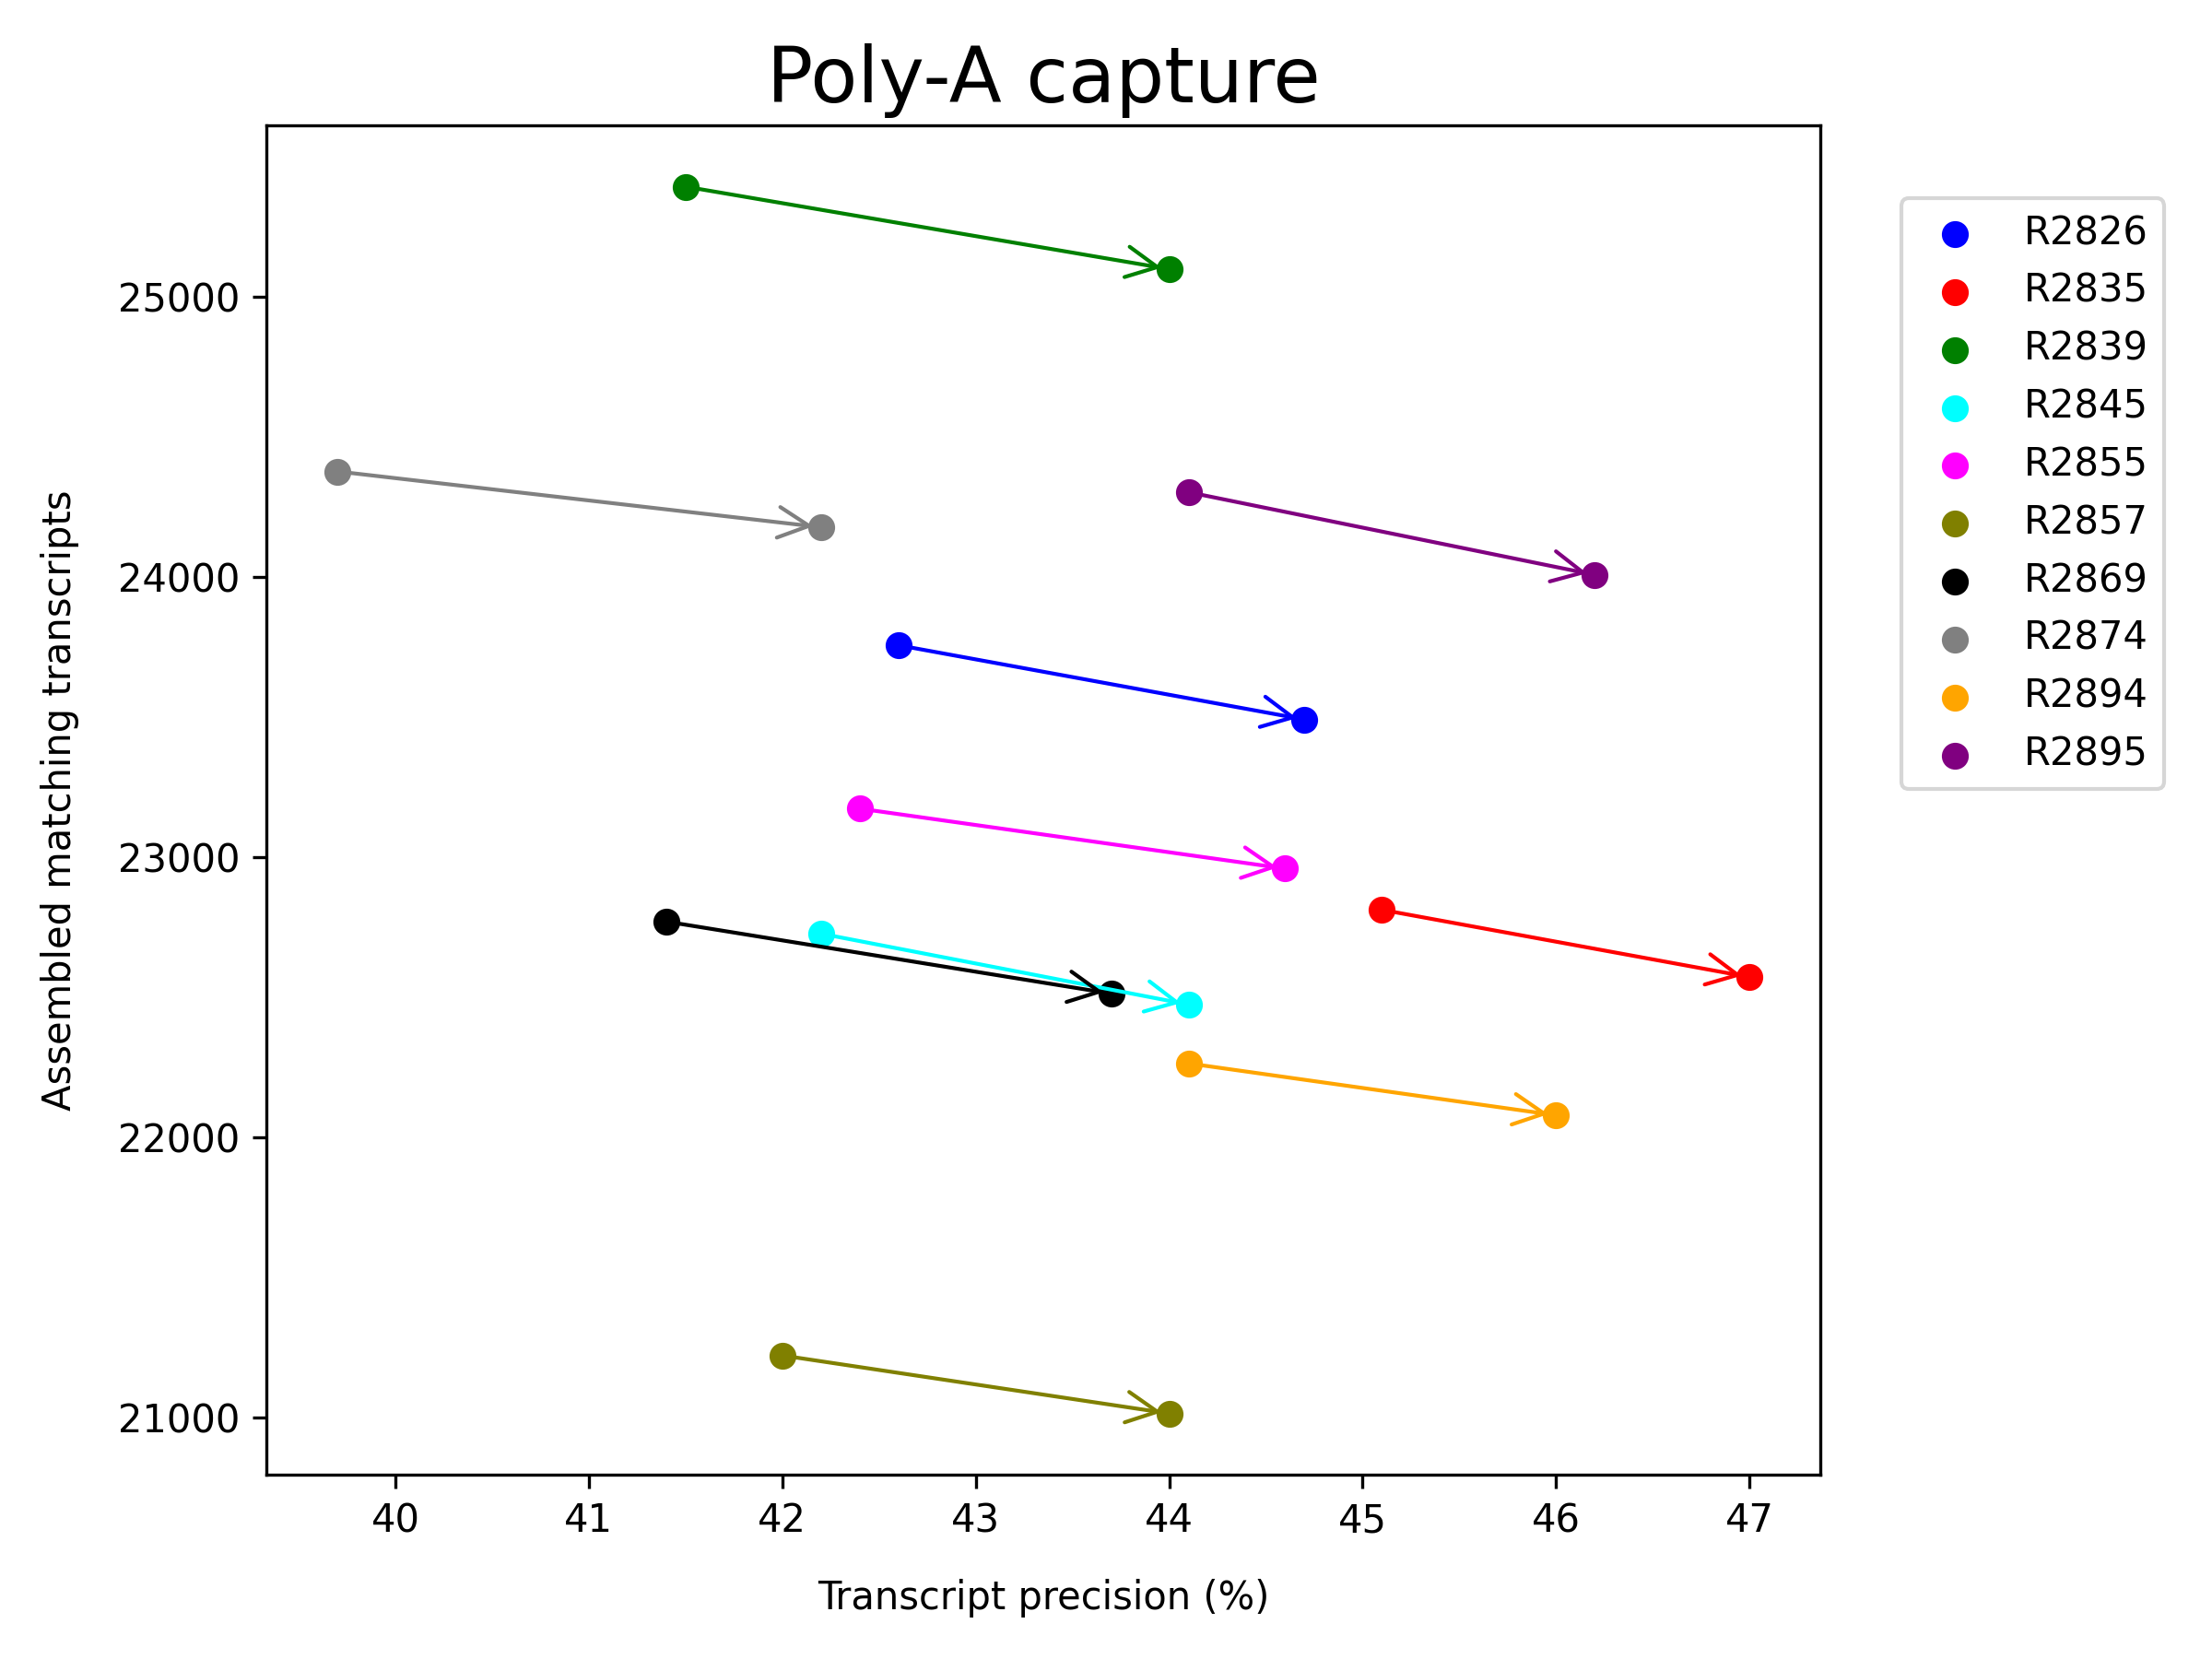 Poly-A capture
Assembled matching transcripts
25000
24000
23000
22000
21000
40 41 42 43 44 45 46 47
Transcript precision (%)
R2826
R2835
R2839
R2845
R2855
R2857
R2869
R2874
R2894
R2895